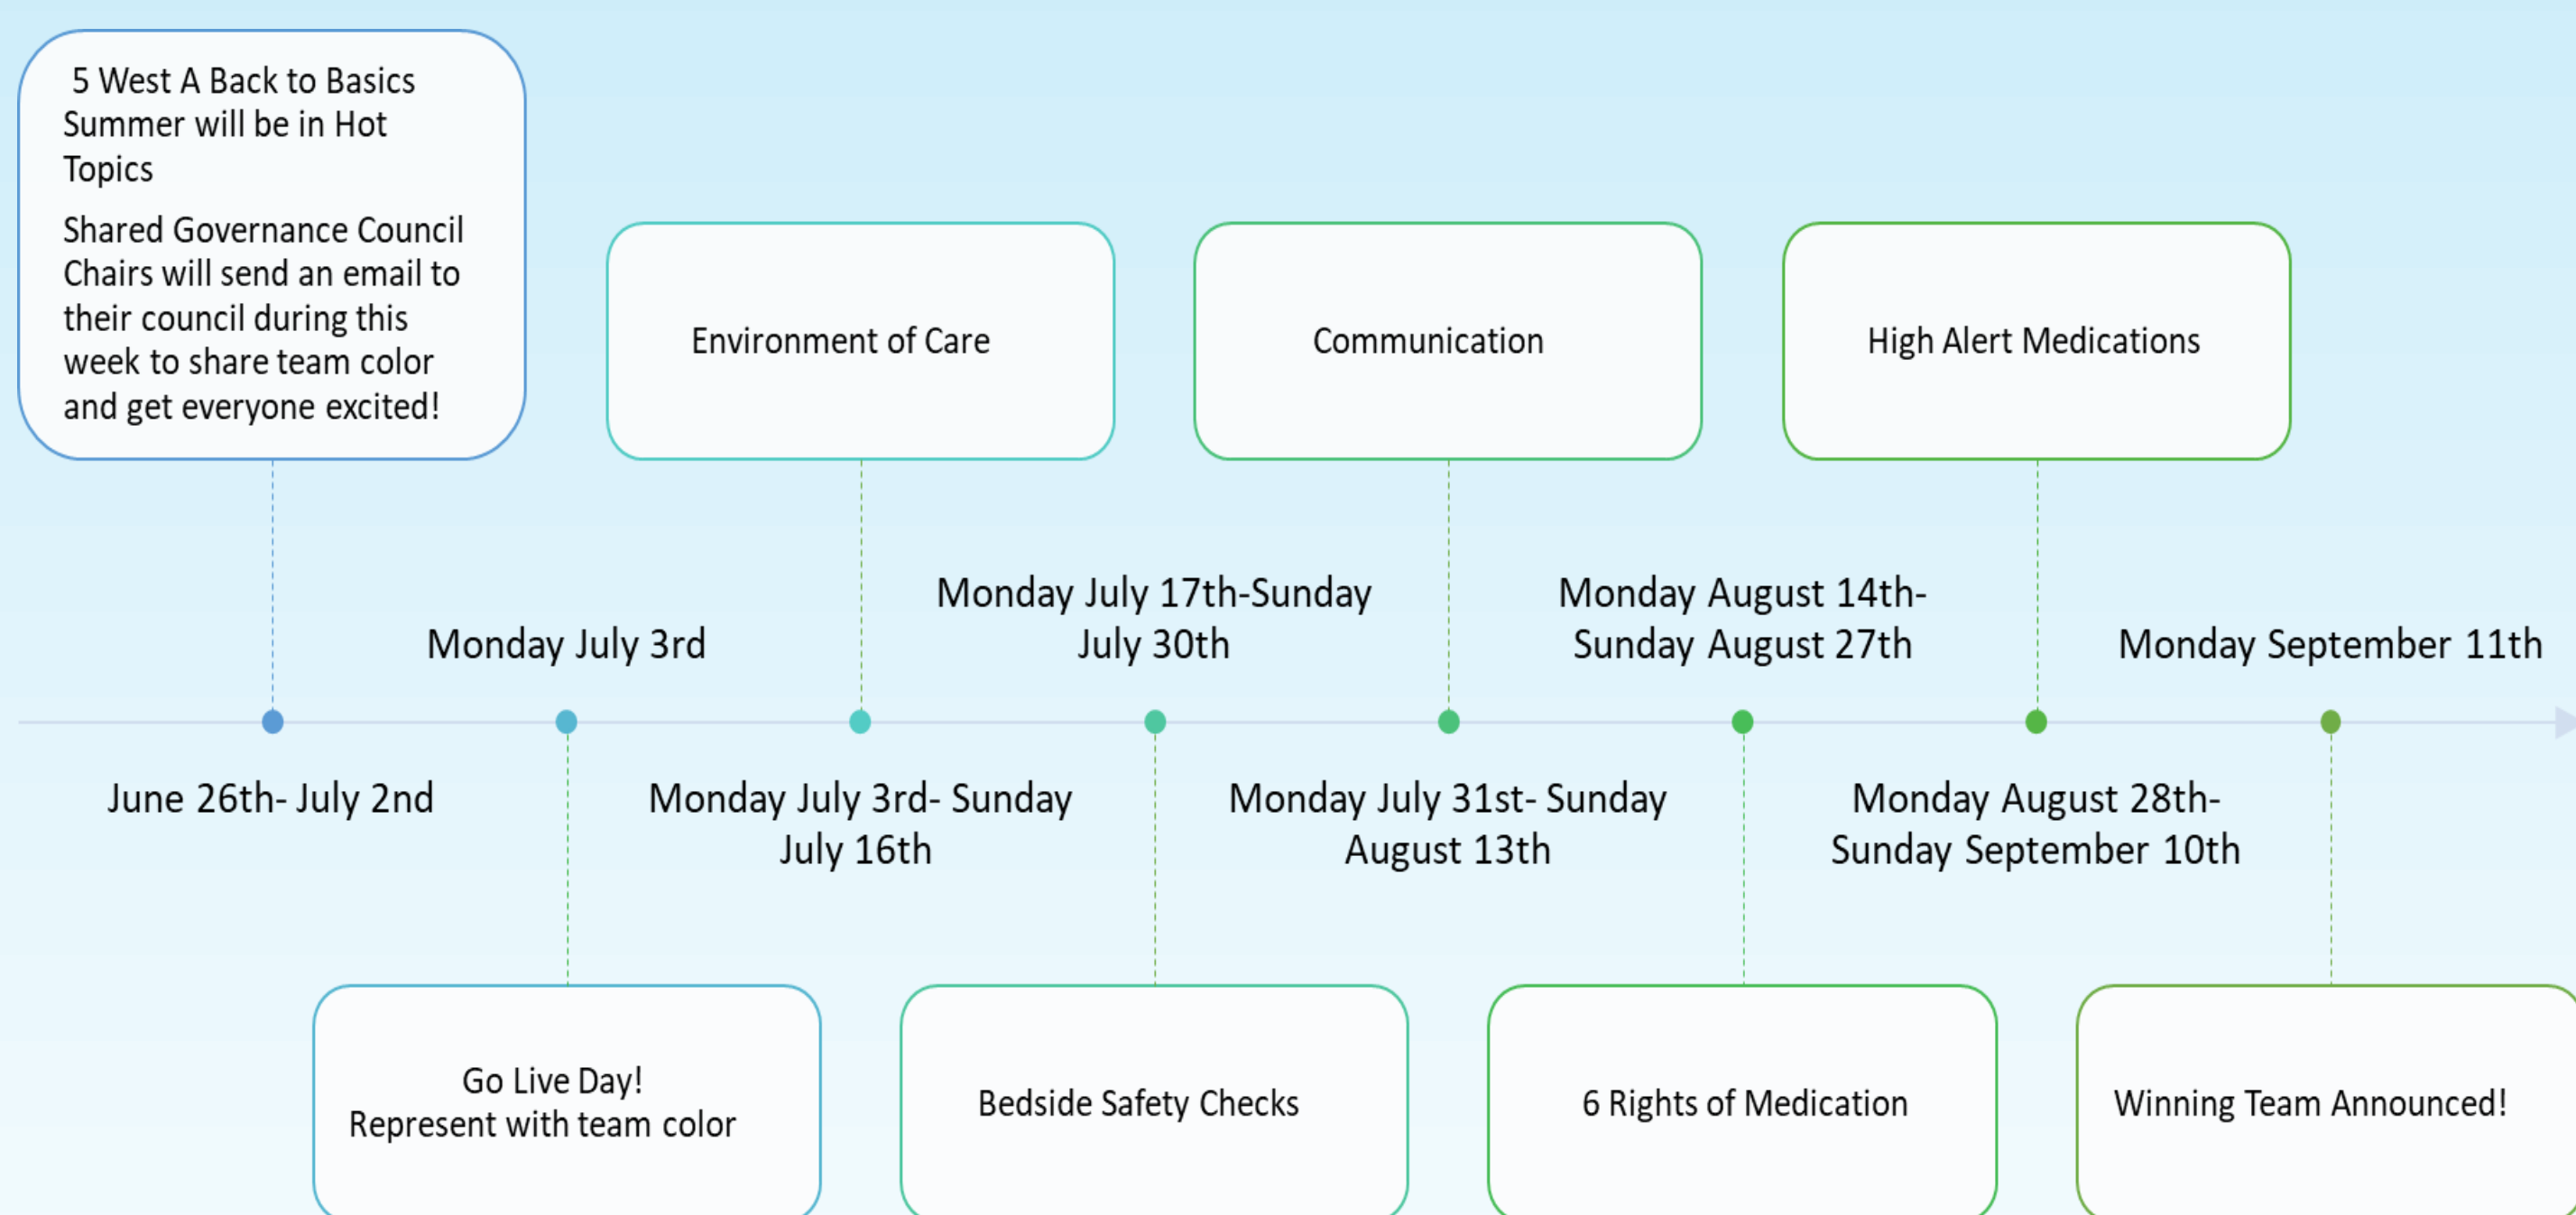 5 West A Back to Basics
Summer will be in Hot
Topics
Shared Governance Council
Chairs will send an email to
their council during this
week to share team color
and get everyone excited!
June 26th- July 2nd
Monday July 3rd
Go Live Day!
Represent with team color
Environment of Care
Monday July 3rd- Sunday
July 16th
Monday July 17th-Sunday
July 30th
Bedside Safety Checks
Communication
Monday July 31st- Sunday
August 13th
Monday August 14th-
Sunday August 27th
6 Rights of Medication
High Alert Medications
Monday August 28th-
Sunday September 10th
Monday September 11th
Winning Team Announced!